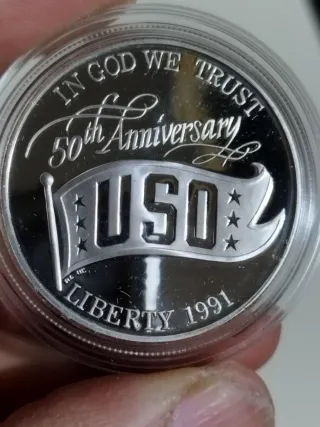 IN GOD WE TRUST
50th Anniversary
USO
LIBERTY 1991